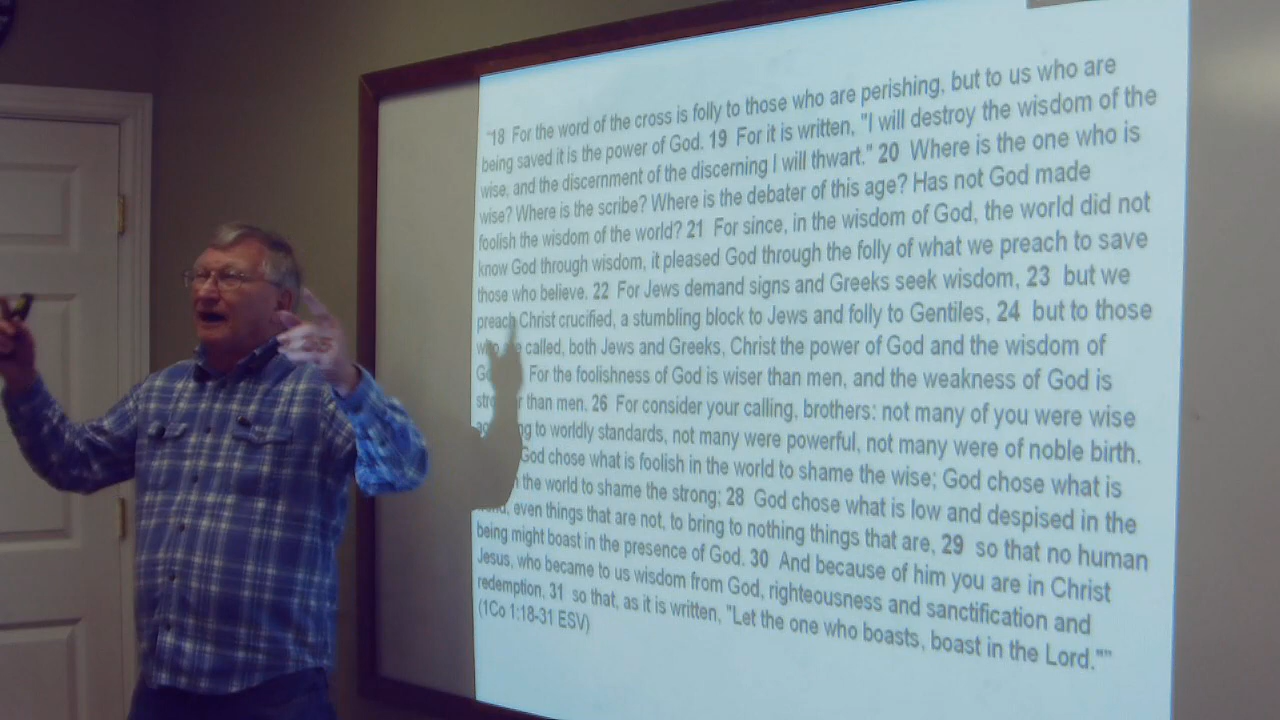 "18 For the word of the cross is folly to those who are perishing, but to us who are
being saved it is the power of God. 19 For it is written, "I will destroy the wisdom of the
wise, and the discernment of the discerning I will thwart." 20 Where is the one who is
wise? Where is the scribe? Where is the debater of this age? Has not God made
foolish the wisdom of the world? 21 For since, in the wisdom of God, the world did not
know God through wisdom, it pleased God through the folly of what we preach to save
those who believe. 22 For Jews demand signs and Greeks seek wisdom, 23 but we
preach Christ crucified, a stumbling block to Jews and folly to Gentiles, 24 but to those
who are called, both Jews and Greeks, Christ the power of God and the wisdom of
For the foolishness of God is wiser than men, and the weakness of God is
than men. 26 For consider your calling, brothers: not many of you were wise
to worldly standards, not many were powerful, not many were of noble birth.
God chose what is foolish in the world to shame the wise; God chose what is
the world to shame the strong; 28 God chose what is low and despised in the
even things that are not, to bring to nothing things that are, 29 so that no human
being might boast in the presence of God. 30 And because of him you are in Christ
Jesus, who became to us wisdom from God, righteousness and sanctification and
redemption, 31 so that, as it is written, "Let the one who boasts, boast in the Lord.""
(1Co 1:18-31 ESV)